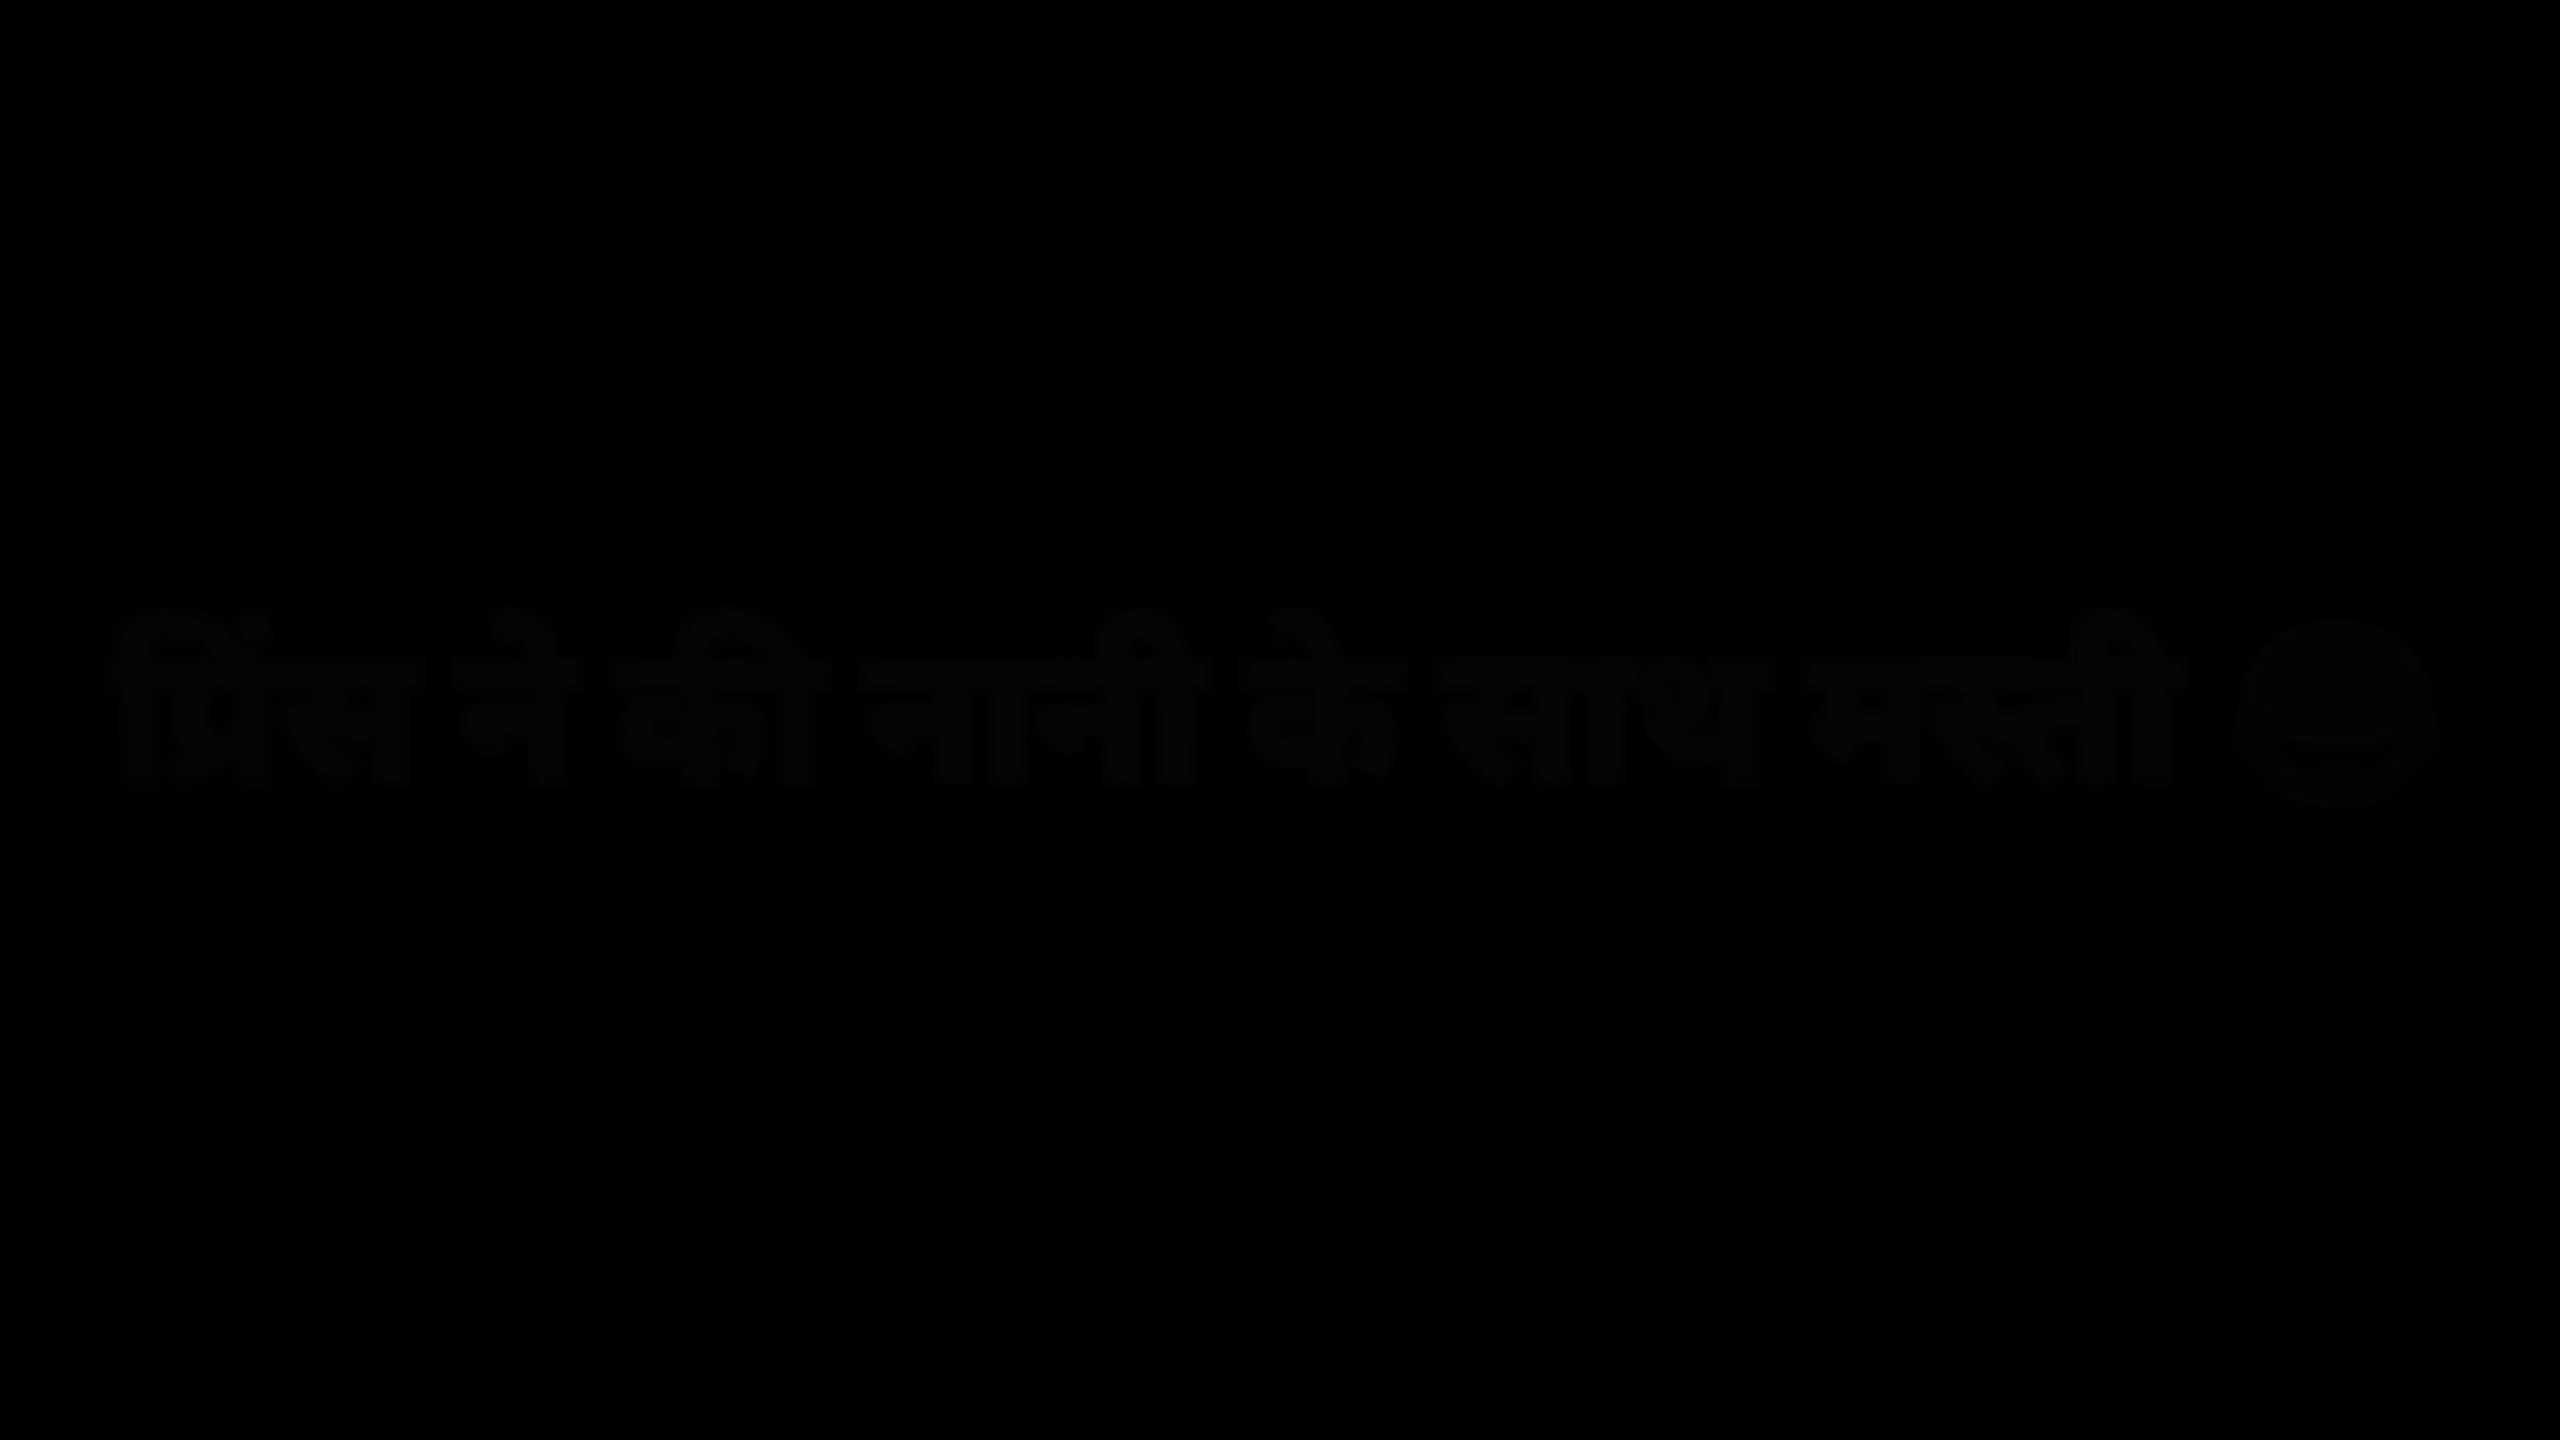 प्रिंस ने की नानी के साथ मस्ती 😂